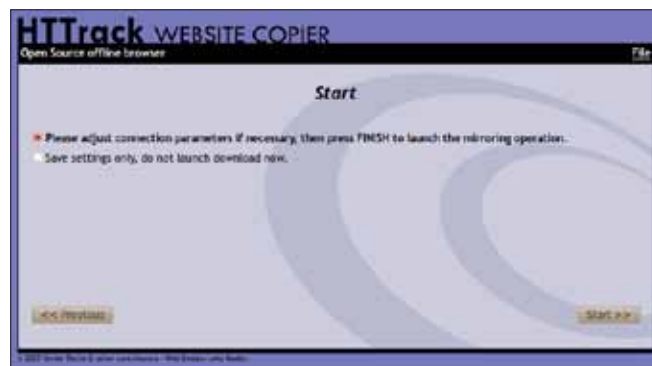 HTTrack WEBSITE COPIER
Open Source offline browser
File
Start
Please adjust connection parameters if necessary, then press FINISH to launch the mirroring operation.
Save settings only, do not launch download now.
<< Previous
Start >>